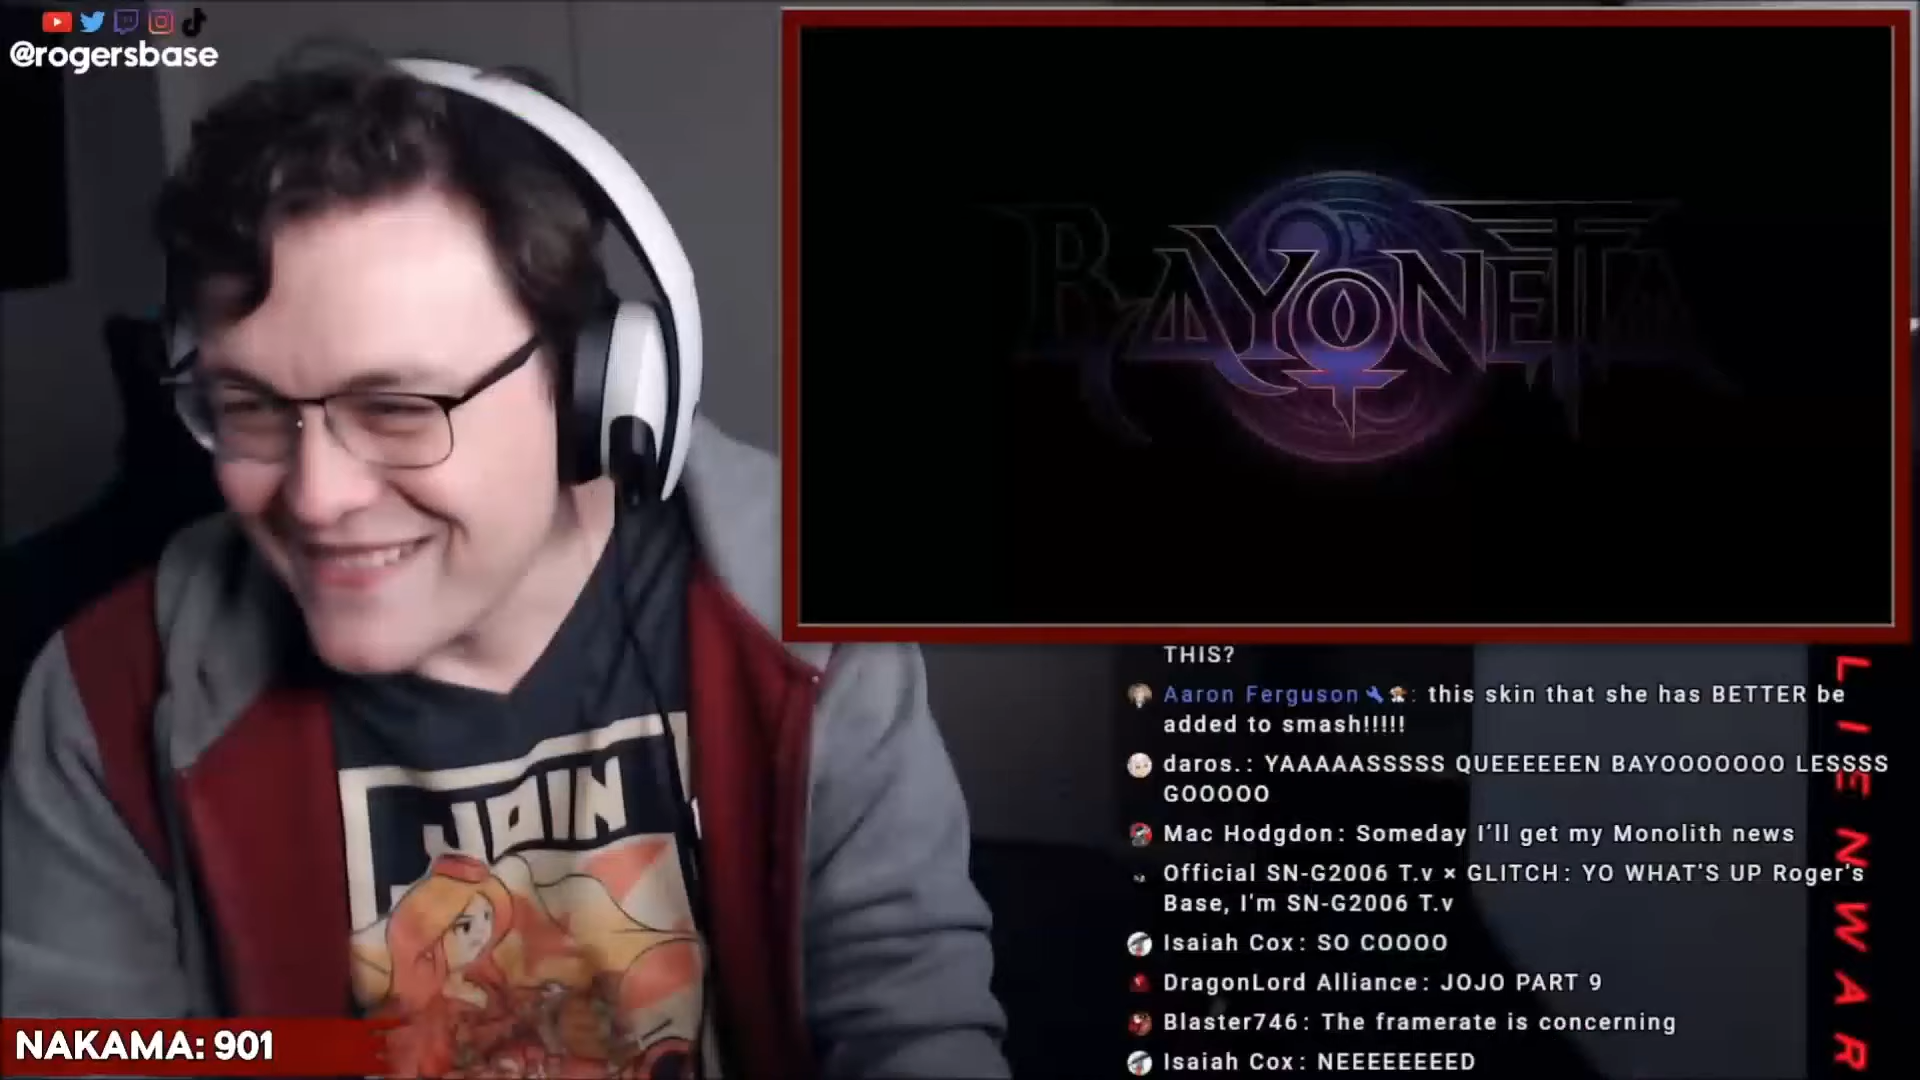 @rogersbase
BAYONETTA
THIS?
Aaron Ferguson: this skin that she has BETTER be
added to smash!!!!!
daros.: YAAAAASSSSS QUEEEEEEN BAYOOOOOOO LESSSS
GOOOOO
Mac Hodgdon: Someday I'll get my Monolith news
Official SN-G2006 T.v × GLITCH: YO WHAT'S UP Roger's
Base, I'm SN-G2006 T.v
Isaiah Cox: SO COOOO
DragonLord Alliance: JOJO PART 9
Blaster746: The framerate is concerning
Isaiah Cox: NEEEEEEEED
LIENWAR
JOIN
NAKAMA: 901